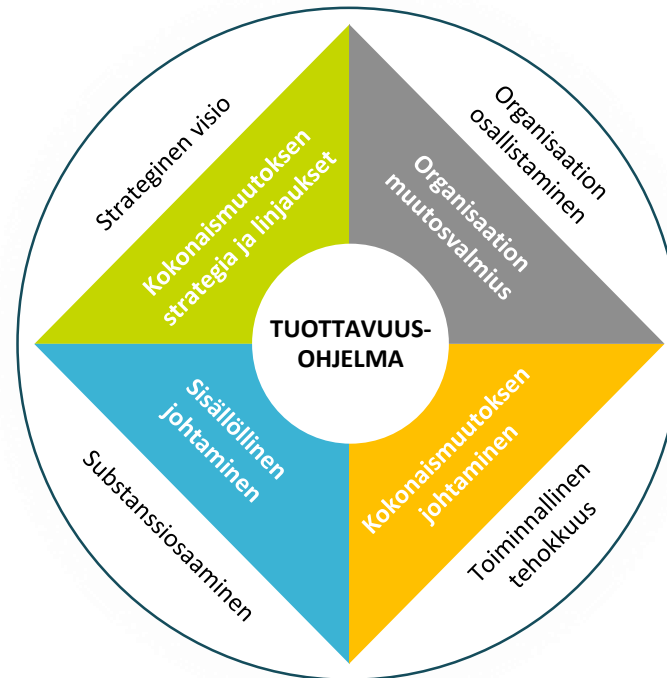 Strateginen visio
Organisaation
osallistaminen
Kokonaismuutoksen
strategia ja linjaukset
Organisaation
muutosvalmius
TUOTTAVUUS-
OHJELMA
Sisällöllinen
johtaminen
Kokonaismuutoksen
johtaminen
Substanssiosaaminen
Toiminnallinen
tehokkuus